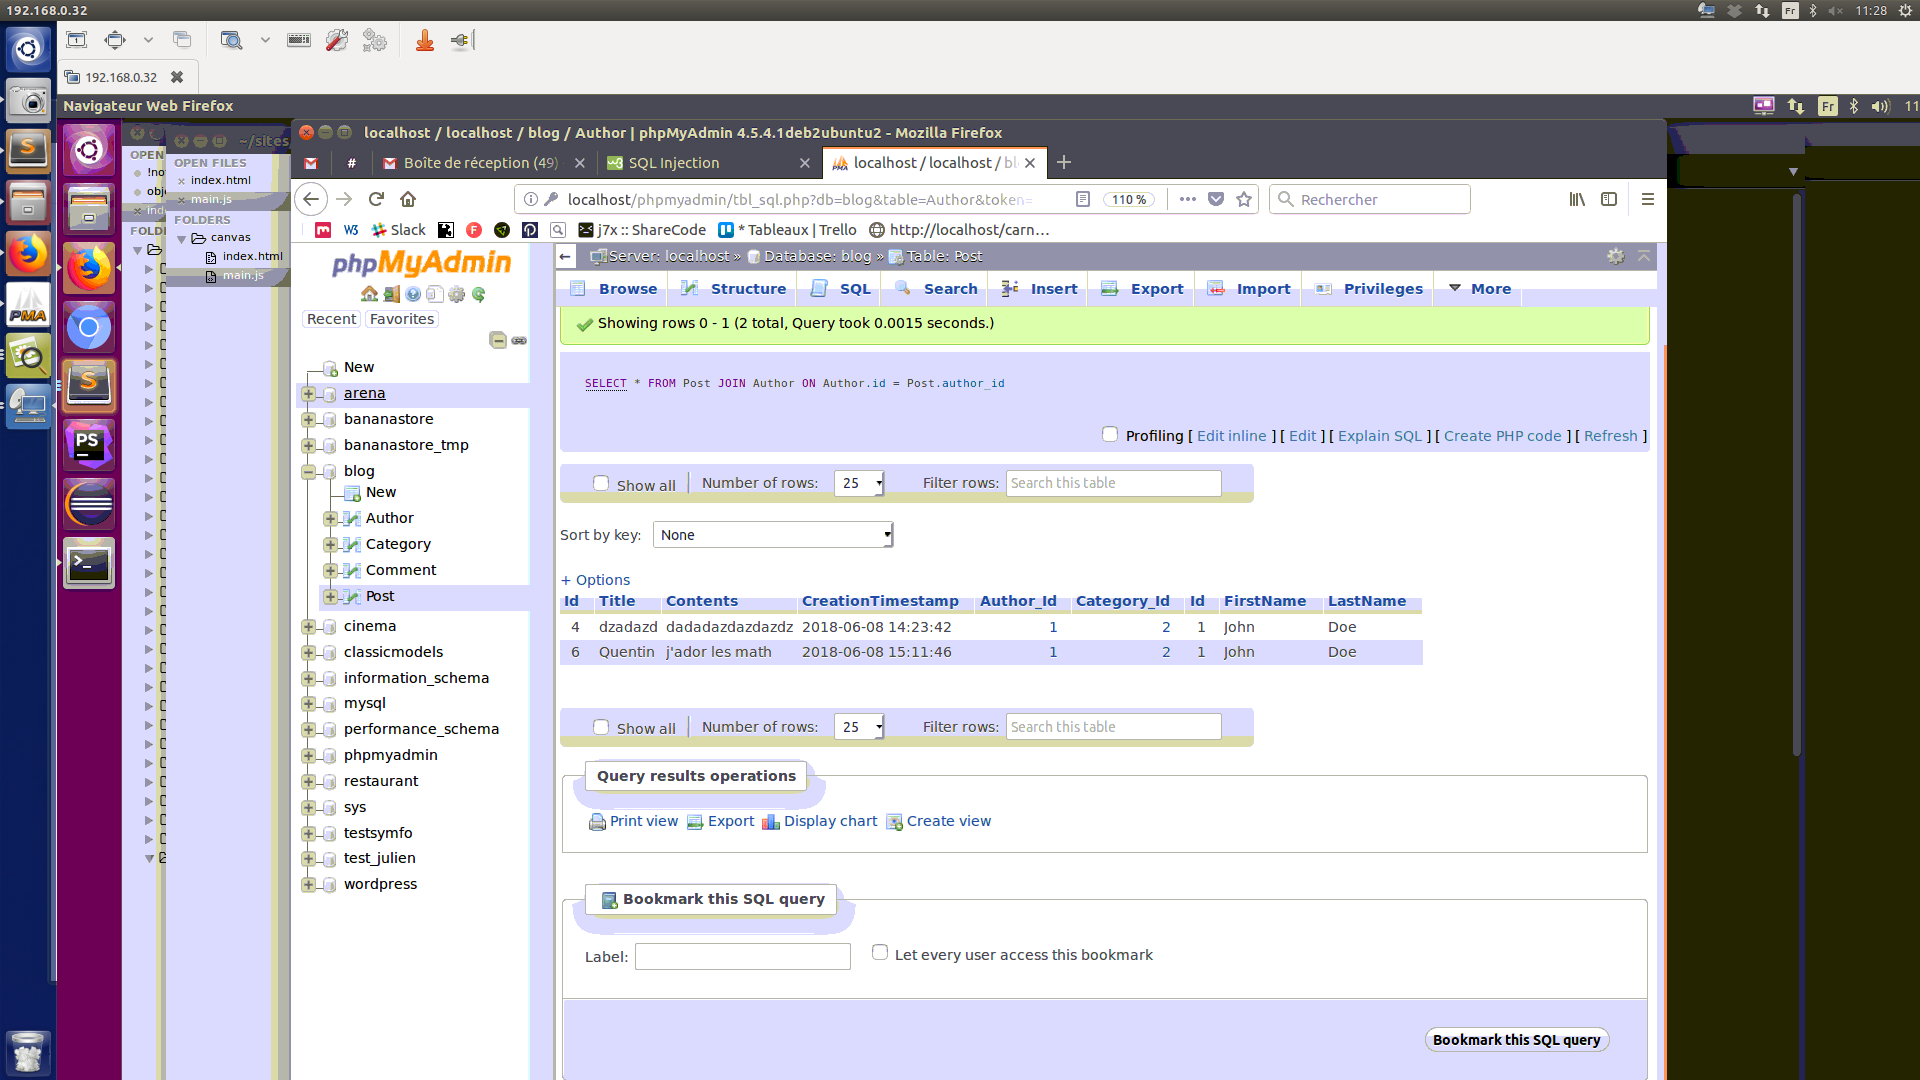 192.168.0.32
Fr
11:28
192.168.0.32
Navigateur Web Firefox
Fr
11
localhost / localhost / blog / Author | phpMyAdmin 4.5.4.1deb2ubuntu2 - Mozilla Firefox
~/sites
OPEN
!no
obj
ind
FOLD
OPEN FILES
index.html
main.js
FOLDERS
canvas
index.html
main.js
#
Boîte de réception (49)
SQL Injection
localhost / localhost / bl
localhost/phpmyadmin/tbl_sql.php?db=blog&table=Author&token=
110 %
Rechercher
W3
Slack
j7x :: ShareCode
* Tableaux | Trello
http://localhost/carn...
phpMyAdmin
Recent
Favorites
New
arena
bananastore
bananastore_tmp
blog
New
Author
Category
Comment
Post
cinema
classicmodels
information_schema
mysql
performance_schema
phpmyadmin
restaurant
sys
testsymfo
test_julien
wordpress
PMA
PS
Server: localhost » Database: blog » Table: Post
Browse Structure SQL Search Insert Export Import Privileges More
Showing rows 0 - 1 (2 total, Query took 0.0015 seconds.)
SELECT * FROM Post JOIN Author ON Author.id = Post.author_id
Profiling [ Edit inline ] [ Edit ] [ Explain SQL ] [ Create PHP code ] [ Refresh ]
Show all Number of rows: 25 Filter rows: Search this table
Sort by key: None
+ Options
Id Title Contents CreationTimestamp Author_Id Category_Id Id FirstName LastName
4 dzadazd dadadazdazdazdz 2018-06-08 14:23:42 1 2 1 John Doe
6 Quentin j'ador les math 2018-06-08 15:11:46 1 2 1 John Doe
Show all Number of rows: 25 Filter rows: Search this table
Query results operations
Print view Export Display chart Create view
Bookmark this SQL query
Label:
Let every user access this bookmark
Bookmark this SQL query